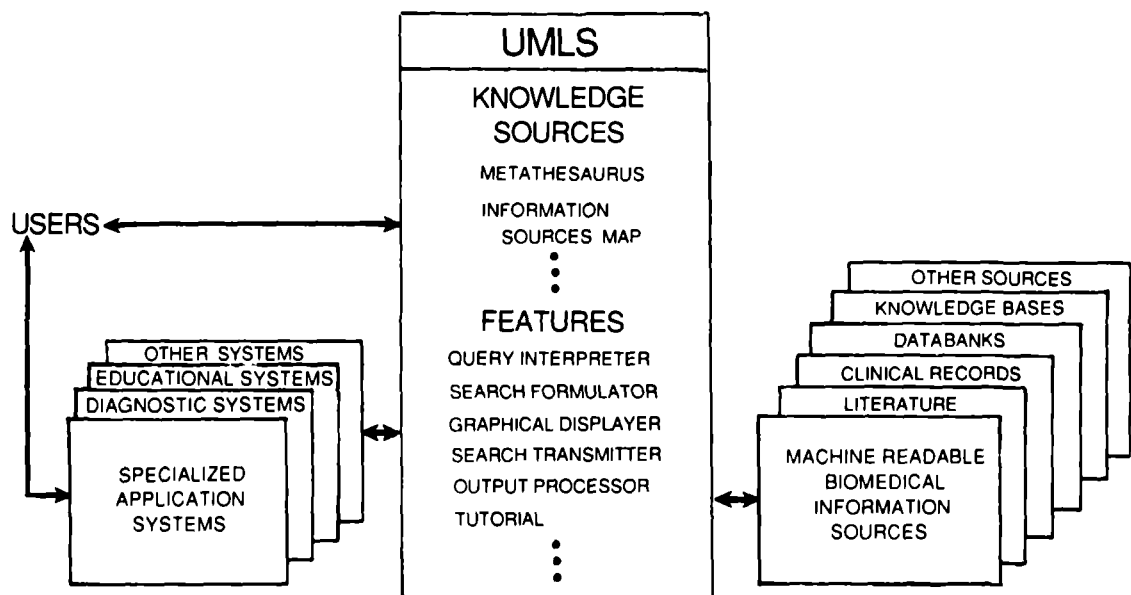 UMLS
KNOWLEDGE
SOURCES
METATHESAURUS
INFORMATION
SOURCES MAP
FEATURES
QUERY INTERPRETER
SEARCH FORMULATOR
GRAPHICAL DISPLAYER
SEARCH TRANSMITTER
OUTPUT PROCESSOR
TUTORIAL
USERS
OTHER SYSTEMS
EDUCATIONAL SYSTEMS
DIAGNOSTIC SYSTEMS
SPECIALIZED
APPLICATION
SYSTEMS
OTHER SOURCES
KNOWLEDGE BASES
DATABANKS
CLINICAL RECORDS
LITERATURE
MACHINE READABLE
BIOMEDICAL
INFORMATION
SOURCES